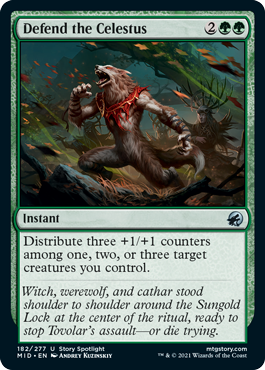 Defend the Celestus 2
Instant
Distribute three +1/+1 counters
among one, two, or three target
creatures you control.
Witch, werewolf, and cathar stood
shoulder to shoulder around the Sungold
Lock at the center of the ritual, ready
to stop Tovolar's assault—or die trying.
182/277 U Story Spotlight mtgstory.com
MID • EN Andrey Kuzinskiy ™ & © 2021 Wizards of the Coast